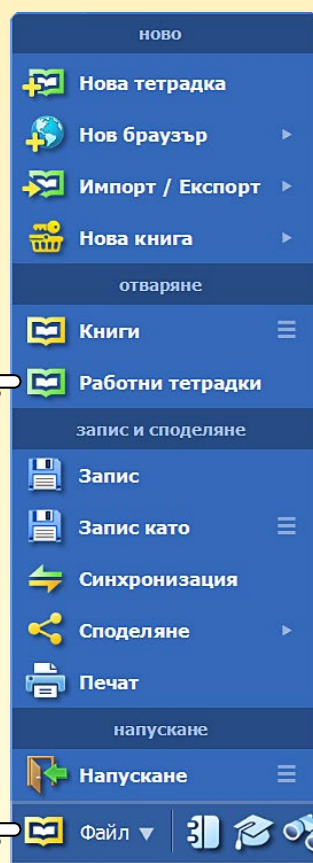 ново
Нова тетрадка
Нов браузър
Импорт / Експорт
Нова книга
отваряне
Книги
Работни тетрадки
запис и споделяне
Запис
Запис като
Синхронизация
Споделяне
Печат
напускане
Напускане
Файл